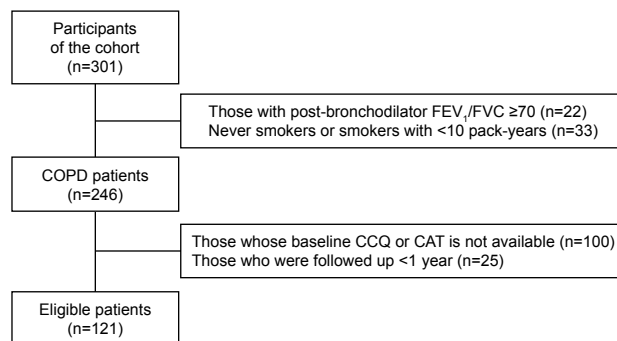 Participants
of the cohort
(n=301)
Those with post-bronchodilator FEV₁/FVC ≥70 (n=22)
Never smokers or smokers with <10 pack-years (n=33)
COPD patients
(n=246)
Those whose baseline CCQ or CAT is not available (n=100)
Those who were followed up <1 year (n=25)
Eligible patients
(n=121)